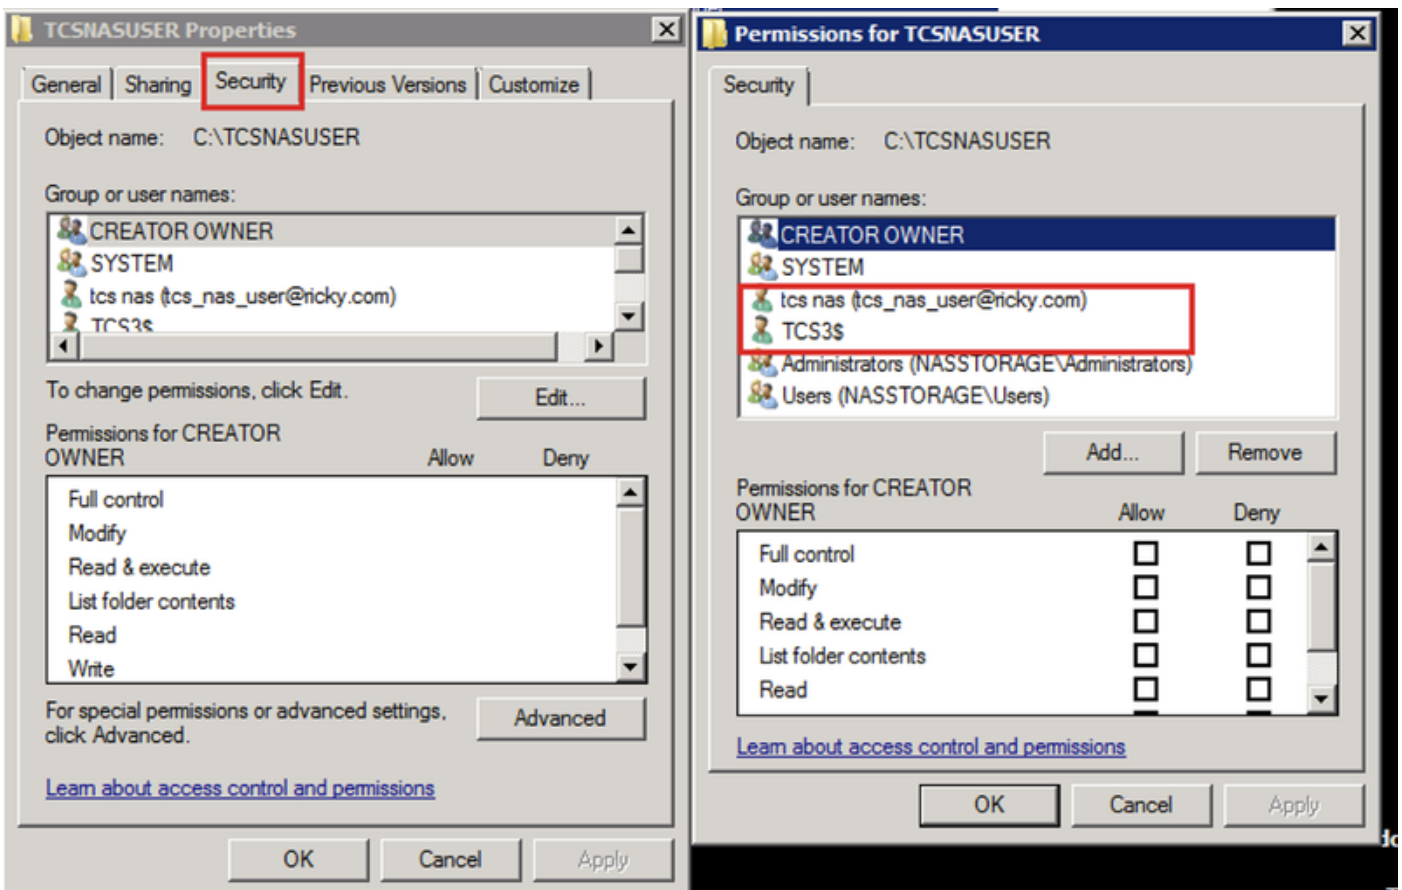 TCSNASUSER Properties
General
Sharing
Security
Previous Versions
Customize
Object name: C:\TCSNASUSER
Group or user names:
CREATOR OWNER
SYSTEM
tcs nas (tcs_nas_user@ricky.com)
TCS3$
To change permissions, click Edit.
Edit...
Permissions for CREATOR
OWNER
Allow
Deny
Full control
Modify
Read & execute
List folder contents
Read
Write
For special permissions or advanced settings,
click Advanced.
Advanced
Learn about access control and permissions
OK
Cancel
Apply
Permissions for TCSNASUSER
Security
Object name: C:\TCSNASUSER
Group or user names:
CREATOR OWNER
SYSTEM
tcs nas (tcs_nas_user@ricky.com)
TCS3$
Administrators (NASSTORAGE\Administrators)
Users (NASSTORAGE\Users)
Add...
Remove
Permissions for CREATOR
OWNER
Allow
Deny
Full control
Modify
Read & execute
List folder contents
Read
Learn about access control and permissions
OK
Cancel
Apply